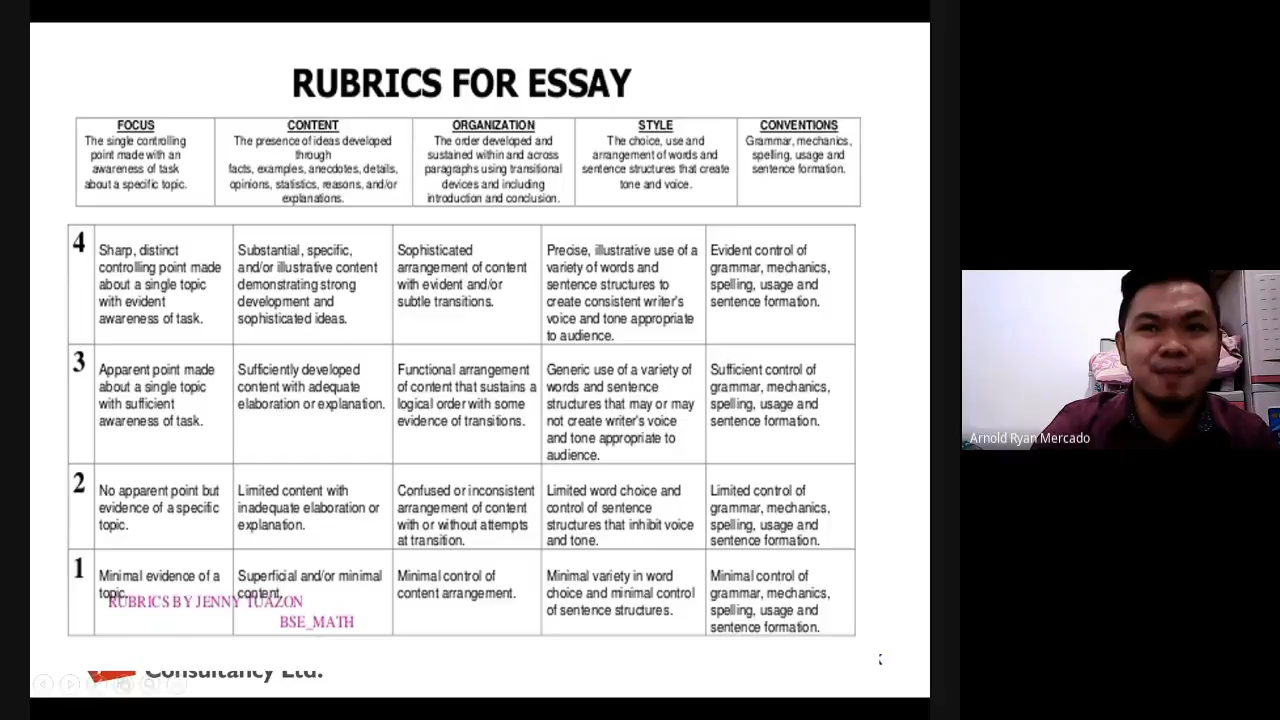 RUBRICS FOR ESSAY
FOCUS
The single controlling
point made with an
awareness of task
about a specific topic.
CONTENT
The presence of ideas developed
through
facts, examples, anecdotes, details,
opinions, statistics, reasons, and/or
explanations.
ORGANIZATION
The order developed and
sustained within and across
paragraphs using transitional
devices and including
introduction and conclusion.
STYLE
The choice, use and
arrangement of words and
sentence structures that create
tone and voice.
CONVENTIONS
Grammar, mechanics,
spelling, usage and
sentence formation.
4
Sharp, distinct
controlling point made
about a single topic
with evident
awareness of task.
Substantial, specific,
and/or illustrative content
demonstrating strong
development and
sophisticated ideas.
Sophisticated
arrangement of content
with evident and/or
subtle transitions.
Precise, illustrative use of a
variety of words and
sentence structures to
create consistent writer's
voice and tone appropriate
to audience.
Evident control of
grammar, mechanics,
spelling, usage and
sentence formation.
3
Apparent point made
about a single topic
with sufficient
awareness of task.
Sufficiently developed
content with adequate
elaboration or explanation.
Functional arrangement
of content that sustains a
logical order with some
evidence of transitions.
Generic use of a variety of
words and sentence
structures that may or may
not create writer's voice
and tone appropriate to
audience.
Sufficient control of
grammar, mechanics,
spelling, usage and
sentence formation.
2
No apparent point but
evidence of a specific
topic.
Limited content with
inadequate elaboration or
explanation.
Confused or inconsistent
arrangement of content
with or without attempts
at transition.
Limited word choice and
control of sentence
structures that inhibit voice
and tone.
Limited control of
grammar, mechanics,
spelling, usage and
sentence formation.
1
Minimal evidence of a
topic.
Superficial and/or minimal
content.
Minimal control of
content arrangement.
Minimal variety in word
choice and minimal control
of sentence structures.
Minimal control of
grammar, mechanics,
spelling, usage and
sentence formation.
RUBRICS BY JENNY TUAZON
BSE_MATH
Consultancy Ltd.
Arnold Ryan Mercado